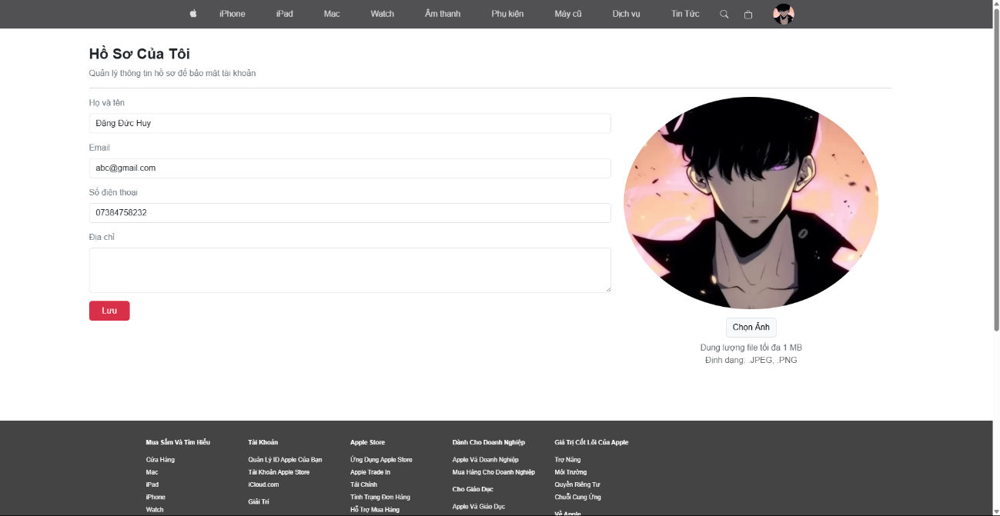 iPhone iPad Mac Watch Âm thanh Phụ kiện Máy cũ Dịch vụ Tin Tức
Hồ Sơ Của Tôi
Quản lý thông tin hồ sơ để bảo mật tài khoản
Họ và tên
Đặng Đức Huy
Email
abc@gmail.com
Số điện thoại
07384758232
Địa chỉ
Lưu
Chọn Ảnh
Dung lượng file tối đa 1 MB
Định dạng: .JPEG, .PNG
Mua Sắm Và Tìm Hiểu
Cửa Hàng
Mac
iPad
iPhone
Watch
Tài Khoản
Quản Lý ID Apple Của Bạn
Tài Khoản Apple Store
iCloud.com
Giải Trí
Apple Store
Ứng Dụng Apple Store
Apple Trade In
Tài Chính
Tình Trạng Đơn Hàng
Hỗ Trợ Mua Hàng
Dành Cho Doanh Nghiệp
Apple Và Doanh Nghiệp
Mua Hàng Cho Doanh Nghiệp
Cho Giáo Dục
Apple Và Giáo Dục
Giá Trị Cốt Lõi Của Apple
Trợ Năng
Môi Trường
Quyền Riêng Tư
Chuỗi Cung Ứng
Về Apple